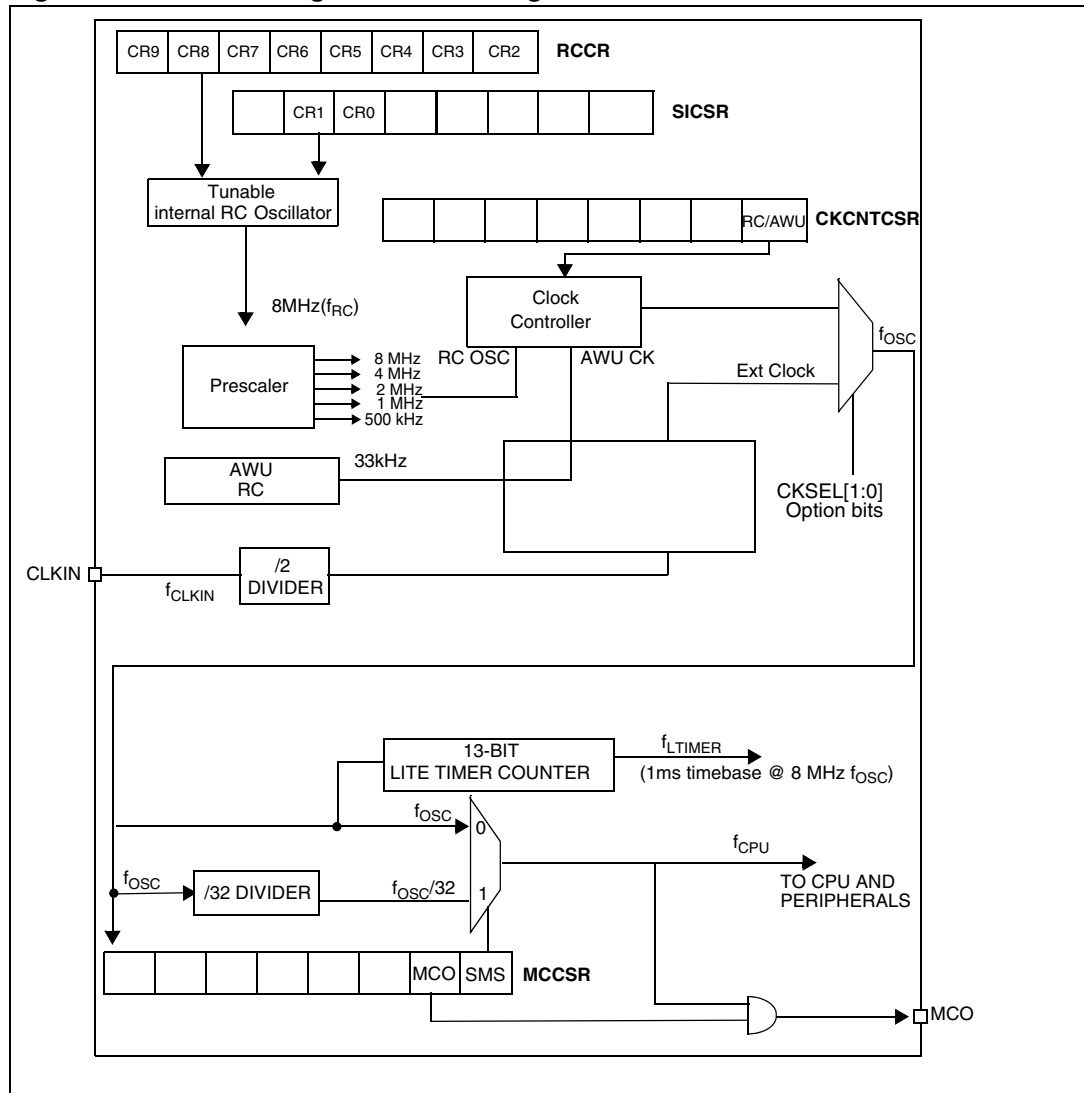 CR9 CR8 CR7 CR6 CR5 CR4 CR3 CR2 RCCR
CR1 CR0 SICSR
Tunable
internal RC Oscillator
RC/AWU CKCNTCSR
Clock
Controller
8MHz(fRC)
fOSC
RC OSC AWU CK
8 MHz
4 MHz
2 MHz
1 MHz
500 kHz
Prescaler
Ext Clock
33kHz
AWU
RC
CKSEL[1:0]
Option bits
CLKIN
/2
DIVIDER
fCLKIN
13-BIT
LITE TIMER COUNTER
fLTIMER
(1ms timebase @ 8 MHz fOSC)
fOSC
0
fCPU
TO CPU AND
PERIPHERALS
fOSC
/32 DIVIDER
fOSC/32
1
MCO SMS MCCSR
MCO